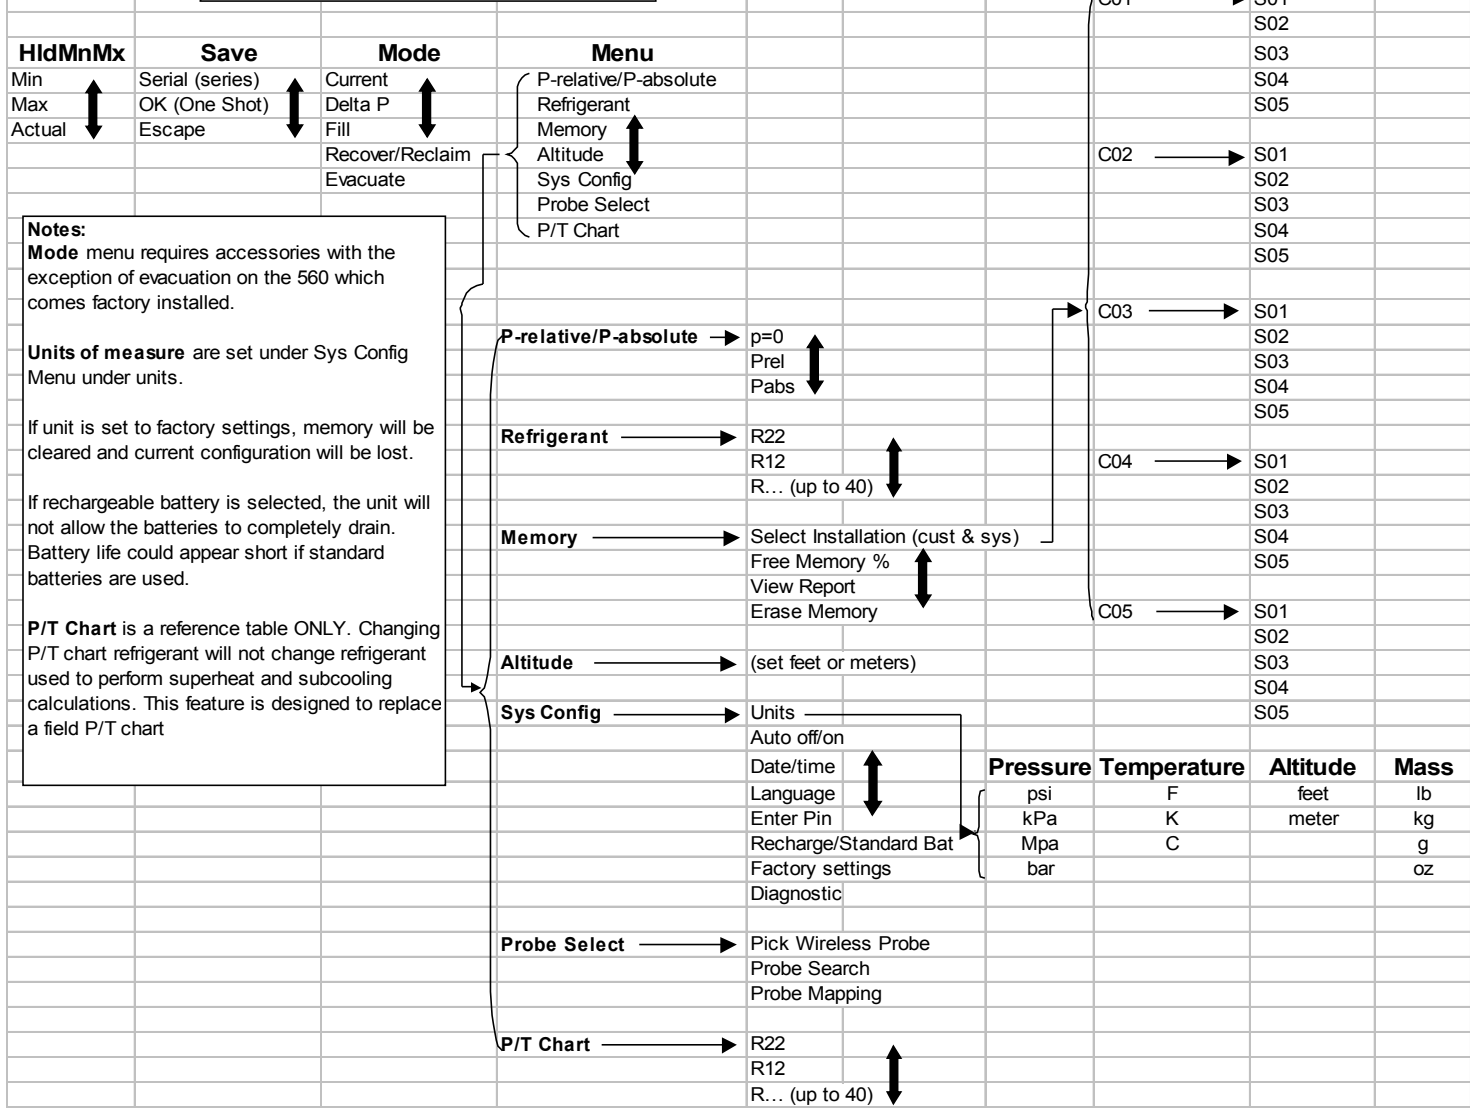 C01 S01
S02
HldMnMx Save Mode Menu S03
Min Serial (series) Current P-relative/P-absolute S04
Max OK (One Shot) Delta P Refrigerant S05
Actual Escape Fill Memory
Recover/Reclaim Altitude C02 S01
Evacuate Sys Config S02
Probe Select S03
P/T Chart S04
S05
Notes:
Mode menu requires accessories with the
exception of evacuation on the 560 which
comes factory installed.
Units of measure are set under Sys Config
Menu under units.
If unit is set to factory settings, memory will be
cleared and current configuration will be lost.
If rechargeable battery is selected, the unit will
not allow the batteries to completely drain.
Battery life could appear short if standard
batteries are used.
P/T Chart is a reference table ONLY. Changing
P/T chart refrigerant will not change refrigerant
used to perform superheat and subcooling
calculations. This feature is designed to replace
a field P/T chart
C03 S01
P-relative/P-absolute p=0 S02
Prel S03
Pabs S04
S05
Refrigerant R22
R12 C04 S01
R... (up to 40) S02
S03
Memory Select Installation (cust & sys) S04
Free Memory % S05
View Report
Erase Memory C05 S01
S02
Altitude (set feet or meters) S03
S04
Sys Config Units S05
Auto off/on
Date/time Pressure Temperature Altitude Mass
Language psi F feet lb
Enter Pin kPa K meter kg
Recharge/Standard Bat Mpa C g
Factory settings bar oz
Diagnostic
Probe Select Pick Wireless Probe
Probe Search
Probe Mapping
P/T Chart R22
R12
R... (up to 40)